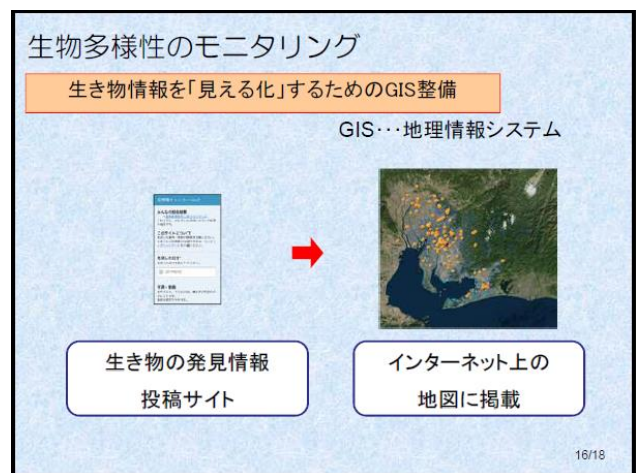 生物多様性のモニタリング
生き物情報を「見える化」するためのGIS整備
GIS･･･地理情報システム
生き物の発見情報
投稿サイト
インターネット上の
地図に掲載
16/18